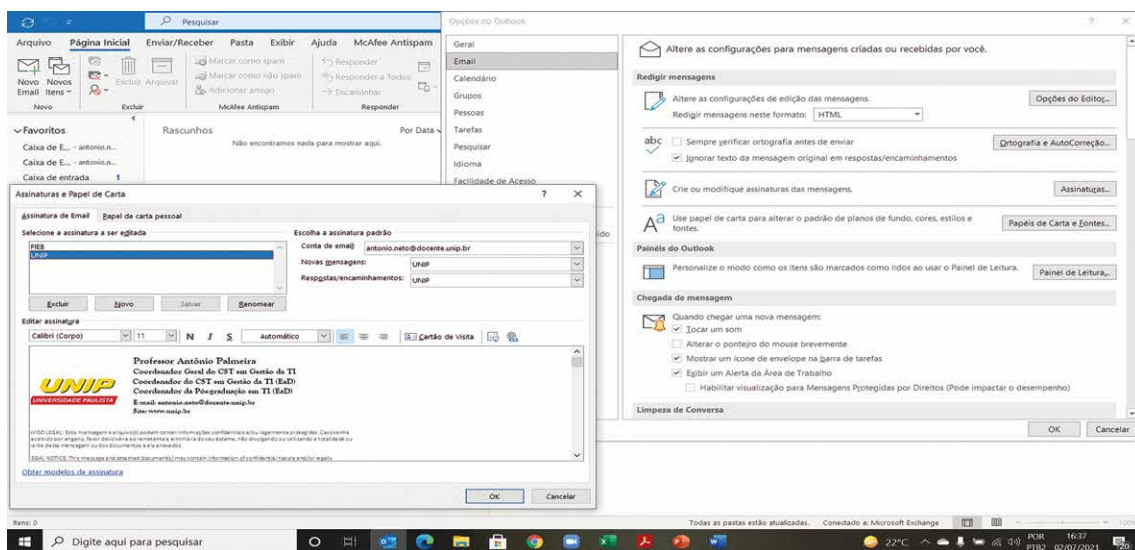 Pesquisar
Arquivo Página Inicial Enviar/Receber Pasta Exibir Ajuda McAfee Antispam
Novo Email
Novos Itens
Excluir Arquivar
Marcar como spam
Marcar como não spam
Adicionar amigo
Responder
Responder a Todos
Encaminhar
Novo Excluir McAfee Antispam Responder
Favoritos
Caixa de E... - antonio.n...
Caixa de E... - antonio.n...
Caixa de entrada 1
Rascunhos Por Data
Não encontramos nada para mostrar aqui.
Opções do Outlook
Geral
Email
Calendário
Grupos
Pessoas
Tarefas
Pesquisar
Idioma
Facilidade de Acesso
Altere as configurações para mensagens criadas ou recebidas por você.
Redigir mensagens
Altere as configurações de edição das mensagens. Opções do Editor...
Redigir mensagens neste formato: HTML
abc Sempre verificar ortografia antes de enviar Ortografia e AutoCorreção...
Ignorar texto da mensagem original em respostas/encaminhamentos
Crie ou modifique assinaturas das mensagens. Assinaturas...
Use papel de carta para alterar o padrão de planos de fundo, cores, estilos e fontes. Papéis de Carta e Fontes...
Painéis do Outlook
Personalize o modo como os itens são marcados como lidos ao usar o Painel de Leitura. Painel de Leitura...
Chegada de mensagem
Quando chegar uma nova mensagem:
Tocar um som
Alterar o ponteiro do mouse brevemente
Mostrar um ícone de envelope na barra de tarefas
Exibir um Alerta da Área de Trabalho
Habilitar visualização para Mensagens Protegidas por Direitos (Pode impactar o desempenho)
Limpeza de Conversa
OK Cancelar
Assinaturas e Papel de Carta ? ×
Assinatura de Email Papel de carta pessoal
Selecione a assinatura a ser editada
FIEB
UNIP
Excluir Novo Salvar Renomear
Escolha a assinatura padrão
Conta de email: antonio.neto@docente.unip.br
Novas mensagens: UNIP
Respostas/encaminhamentos: UNIP
Editar assinatura
Calibri (Corpo) 11 N I S Automático Cartão de Visita
UNIP
UNIVERSIDADE PAULISTA
Professor Antônio Palmeira
Coordenador Geral do CST em Gestão da TI
Coordenador do CST em Gestão da TI (EaD)
Coordenador da Pós-graduação em TI (EaD)
E-mail: antonio.neto@docente.unip.br
Site: www.unip.br
Obter modelos de assinatura
OK Cancelar
Itens: 0 Todas as pastas estão atualizadas. Conectado a: Microsoft Exchange 100%
Digite aqui para pesquisar
22°C
POR
PTB2
16:37
02/07/2021
20